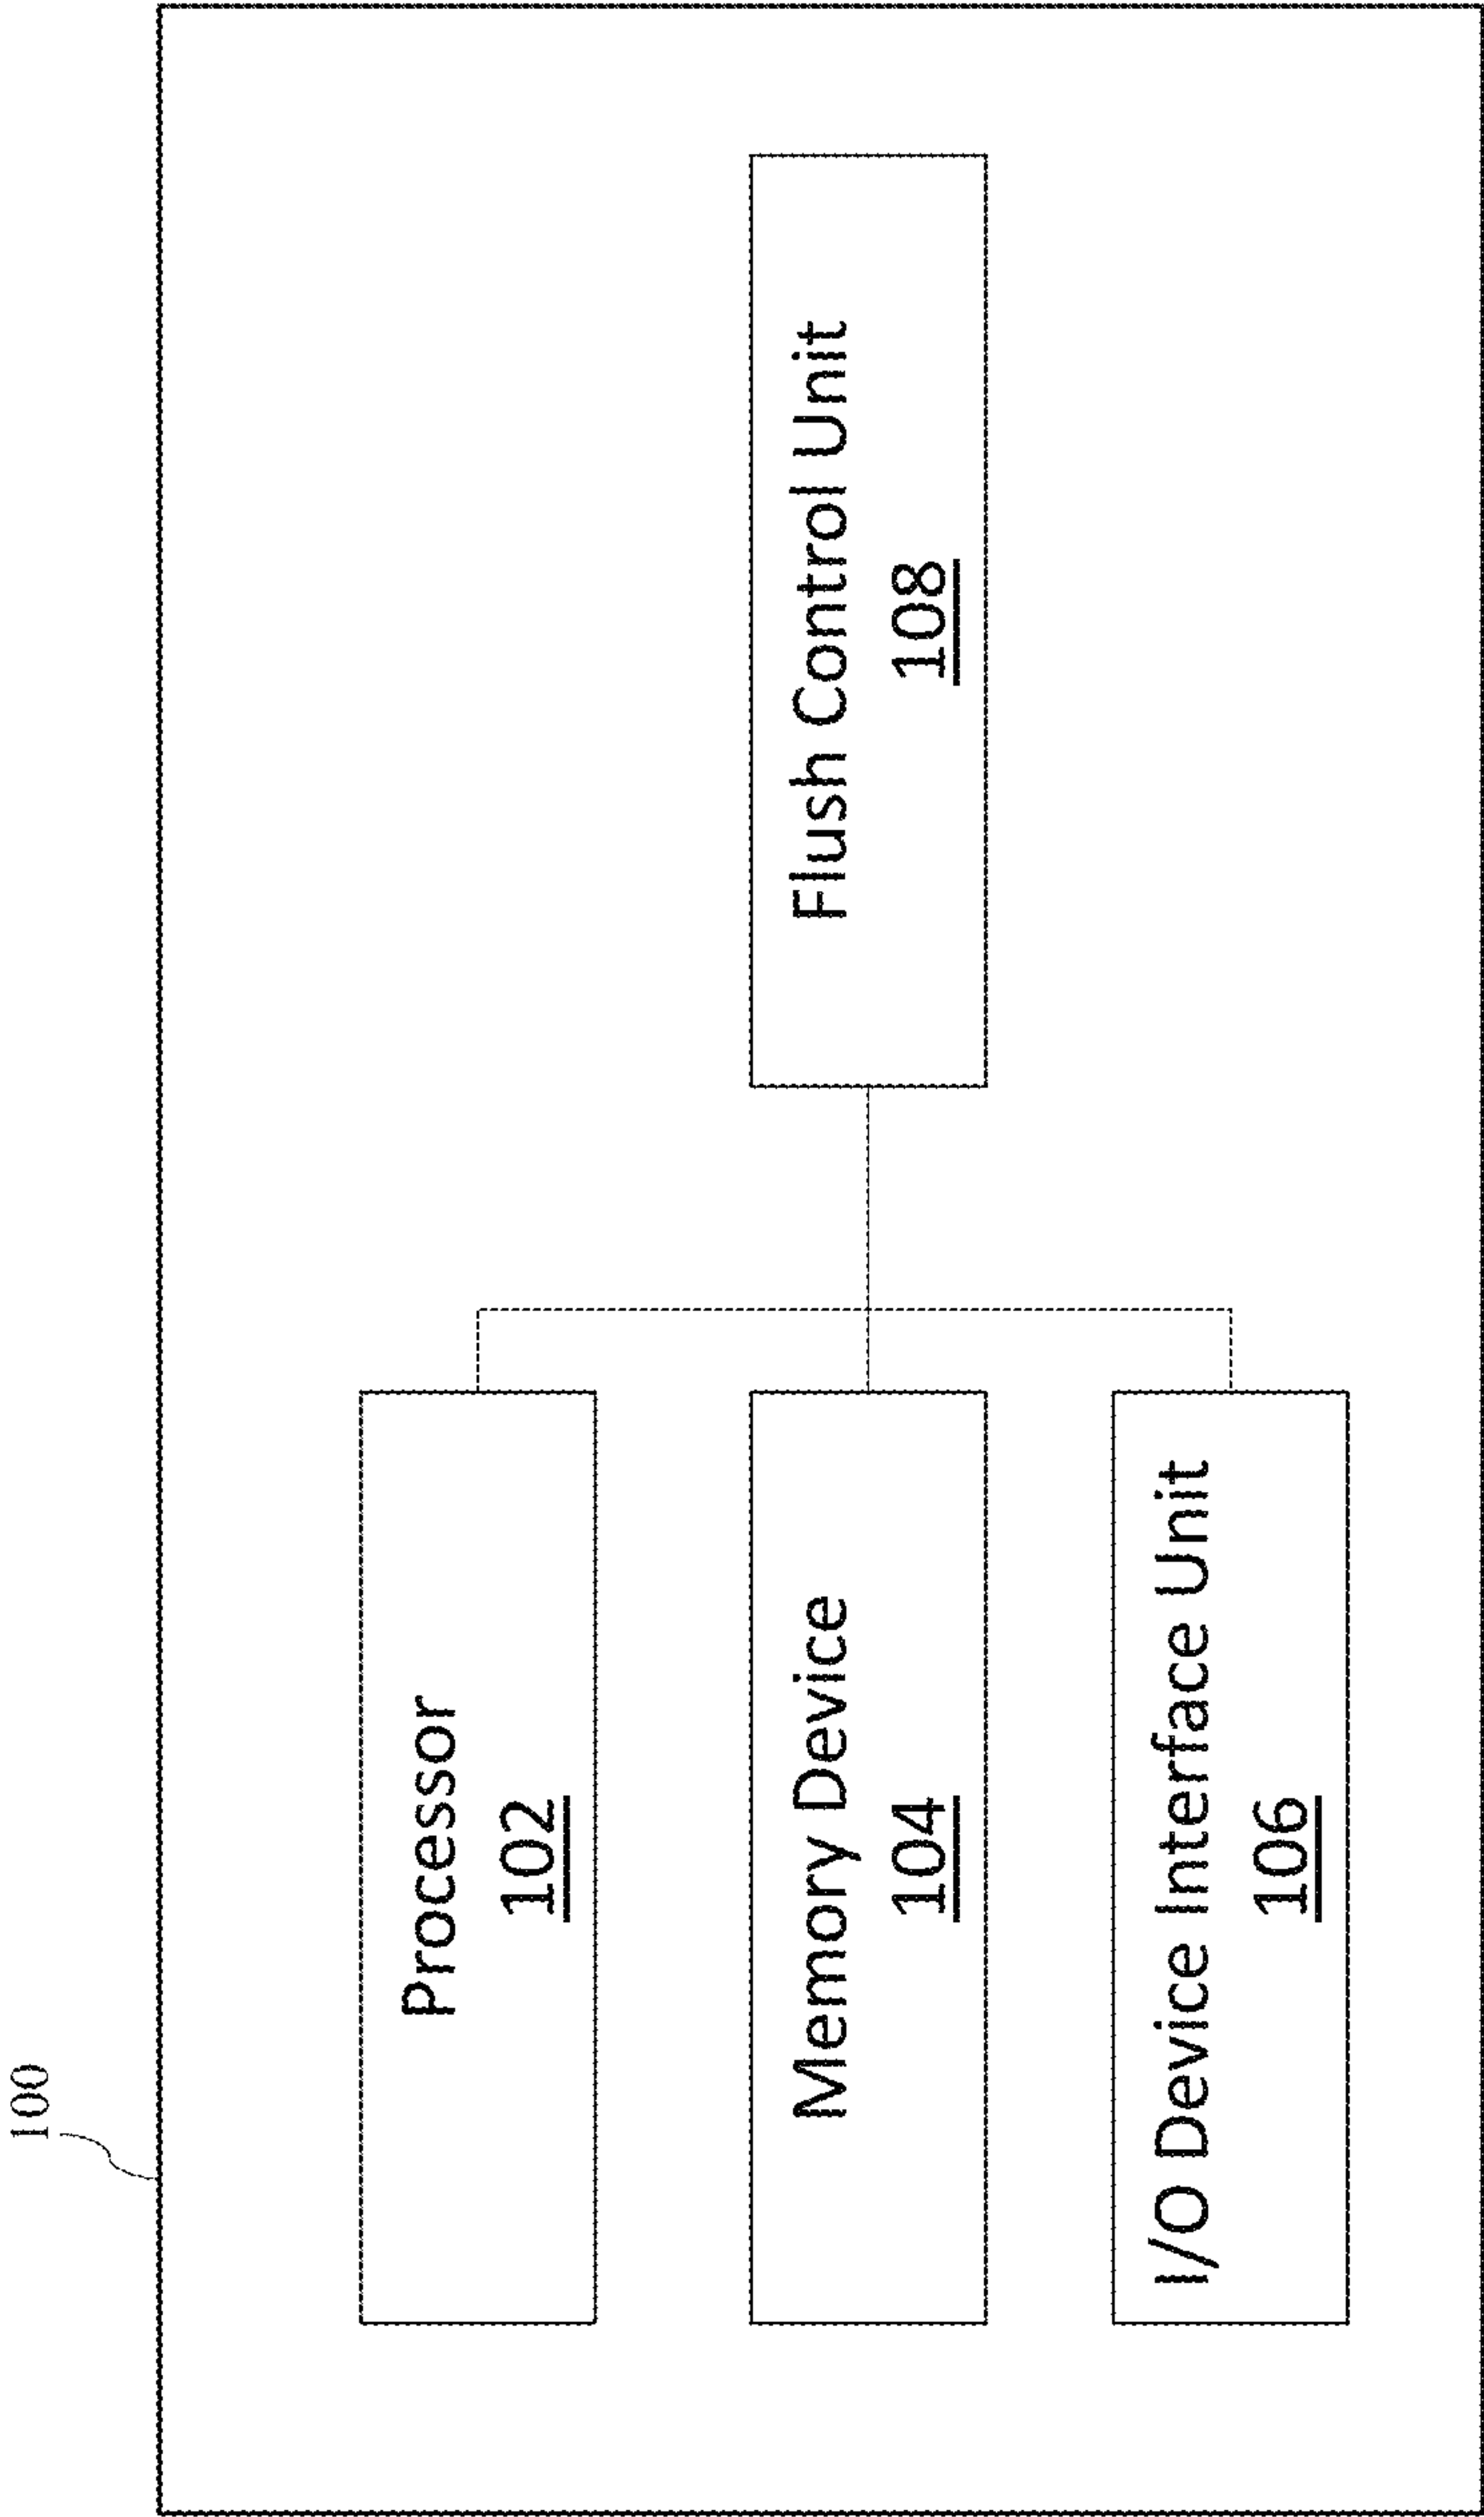 100
Processor
102
Memory Device
104
I/O Device Interface Unit
106
Flush Control Unit
108